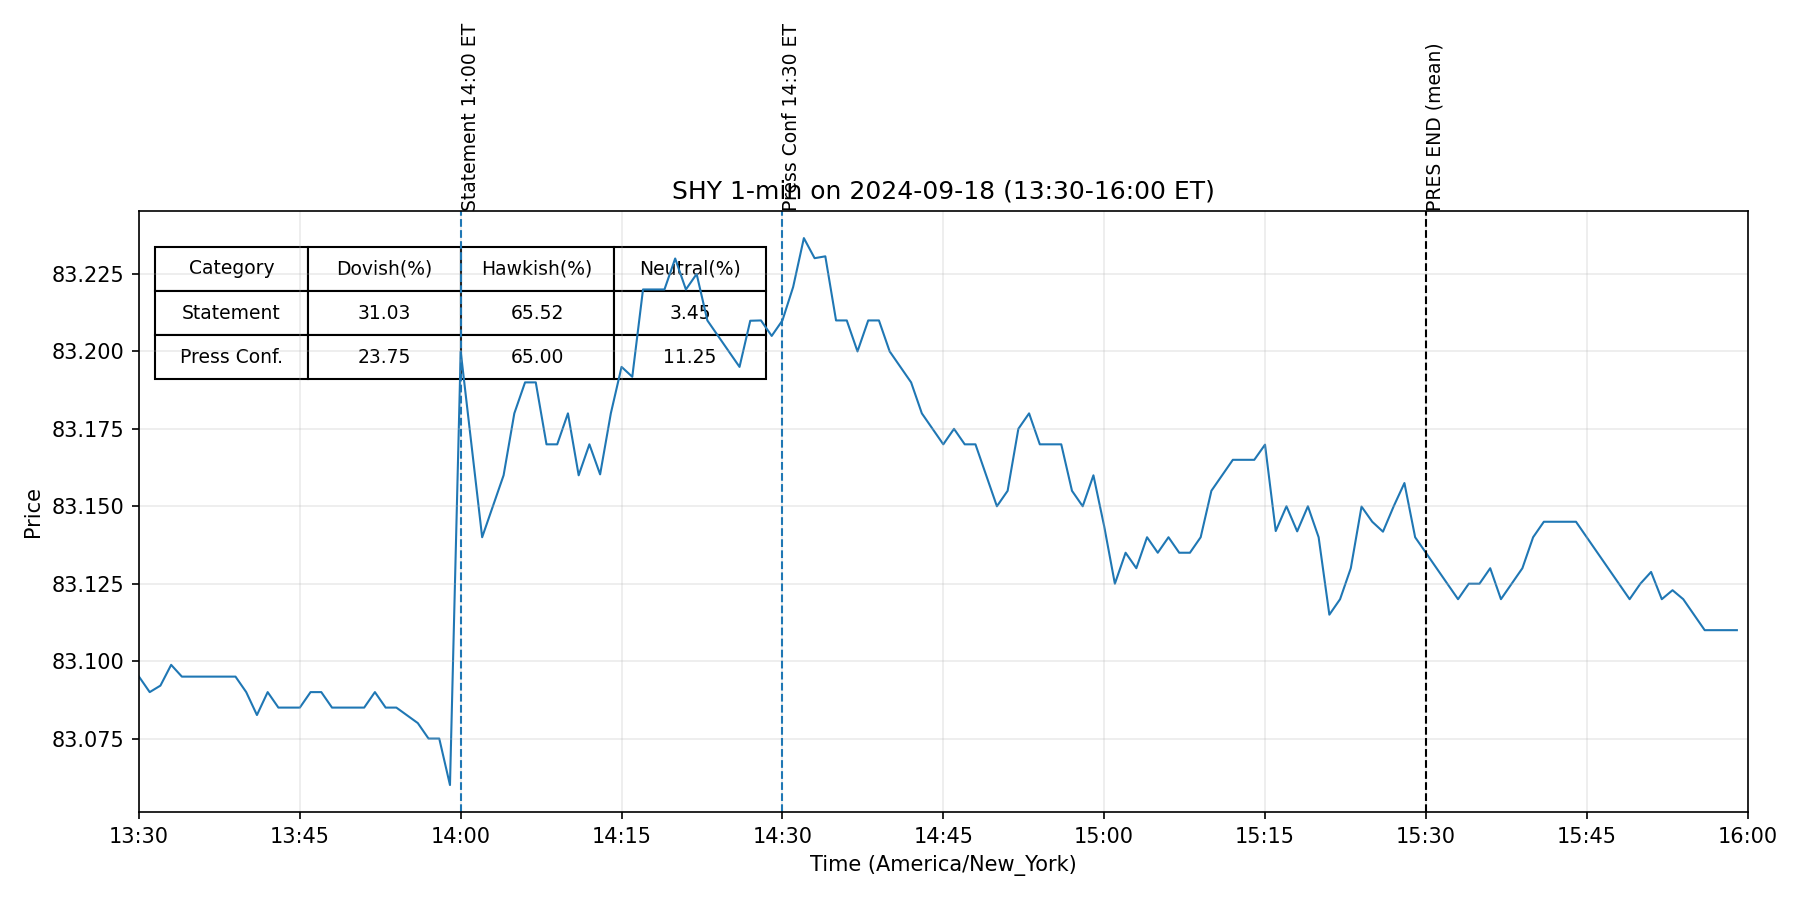 Statement 14:00 ET
Press Conf 14:30 ET
PRES END (mean)
SHY 1-min on 2024-09-18 (13:30-16:00 ET)
Category Dovish(%) Hawkish(%) Neutral(%)
Statement 31.03 65.52 3.45
Press Conf. 23.75 65.00 11.25
83.225
83.200
83.175
83.150
83.125
83.100
83.075
Price
13:30 13:45 14:00 14:15 14:30 14:45 15:00 15:15 15:30 15:45 16:00
Time (America/New_York)